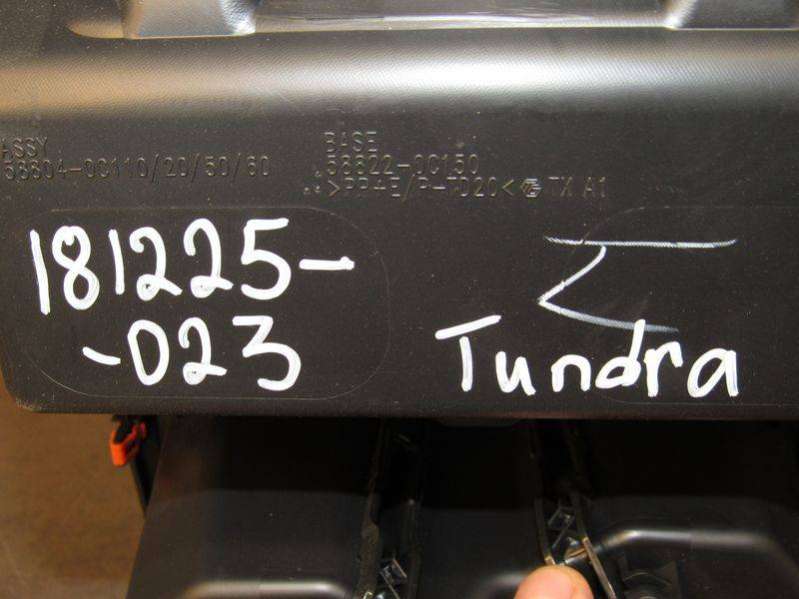 ASSY
58804-0C110/20/50/60
BASE
58822-0C150
>PP+E/P-TD20< TX A1
181225-
-023
Tundra